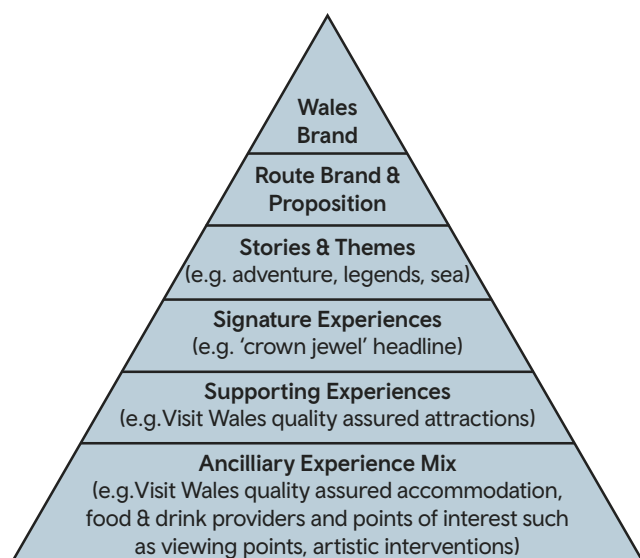 Wales
Brand
Route Brand &
Proposition
Stories & Themes
(e.g. adventure, legends, sea)
Signature Experiences
(e.g. ‘crown jewel’ headline)
Supporting Experiences
(e.g.Visit Wales quality assured attractions)
Ancilliary Experience Mix
(e.g.Visit Wales quality assured accommodation,
food & drink providers and points of interest such
as viewing points, artistic interventions)